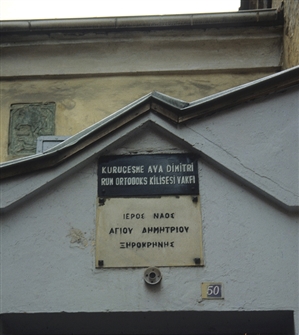 KURUÇEŞME AYA DİMİTRİ
RUM ORTODOKS KİLİSESİ VAKFI
ΙΕΡΟΣ ΝΑΟΣ
ΑΓΙΟΥ ΔΗΜΗΤΡΙΟΥ
ΞΗΡΟΚΡΗΝΗΣ
50